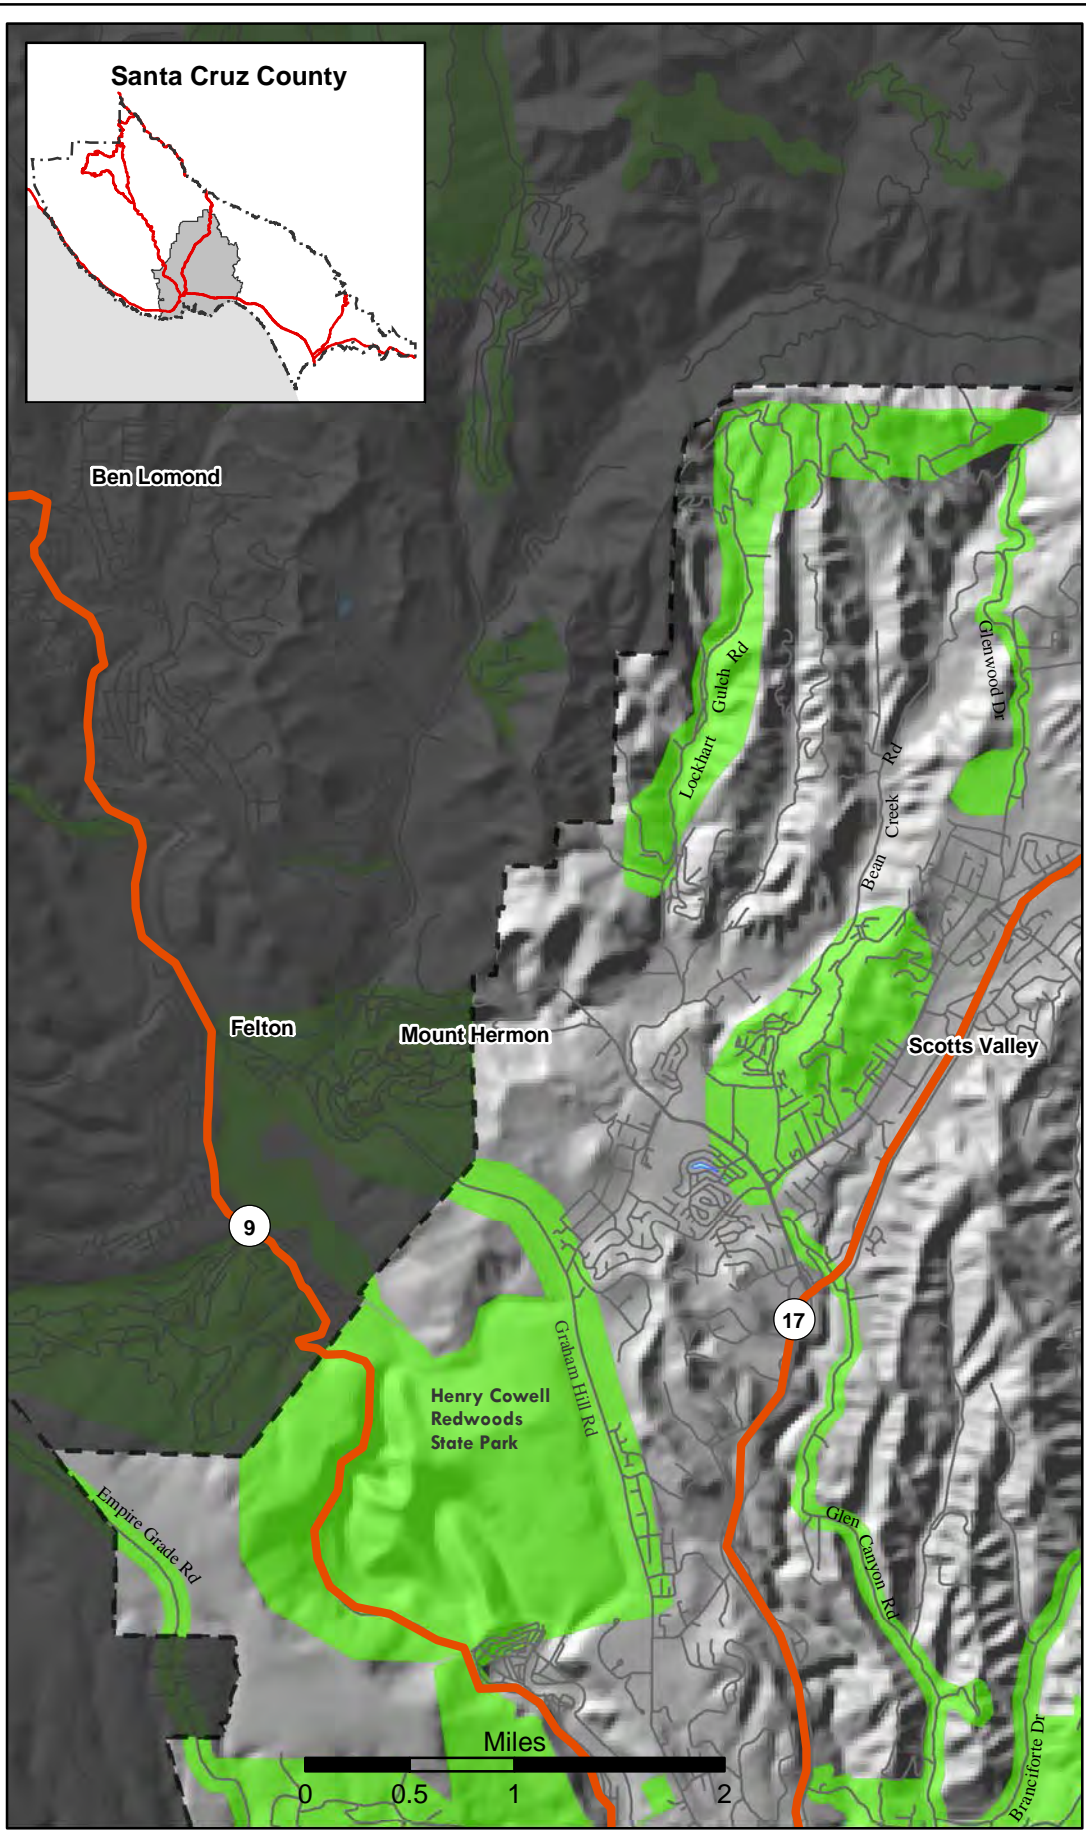 Santa Cruz County
Ben Lomond
Glenwood Dr
Lockhart Gulch Rd
Bean Creek Rd
Felton
Mount Hermon
Scotts Valley
9
17
Graham Hill Rd
Henry Cowell
Redwoods
State Park
Empire Grade Rd
Glen Canyon Rd
Branciforte Dr
Miles
0 0.5 1 2